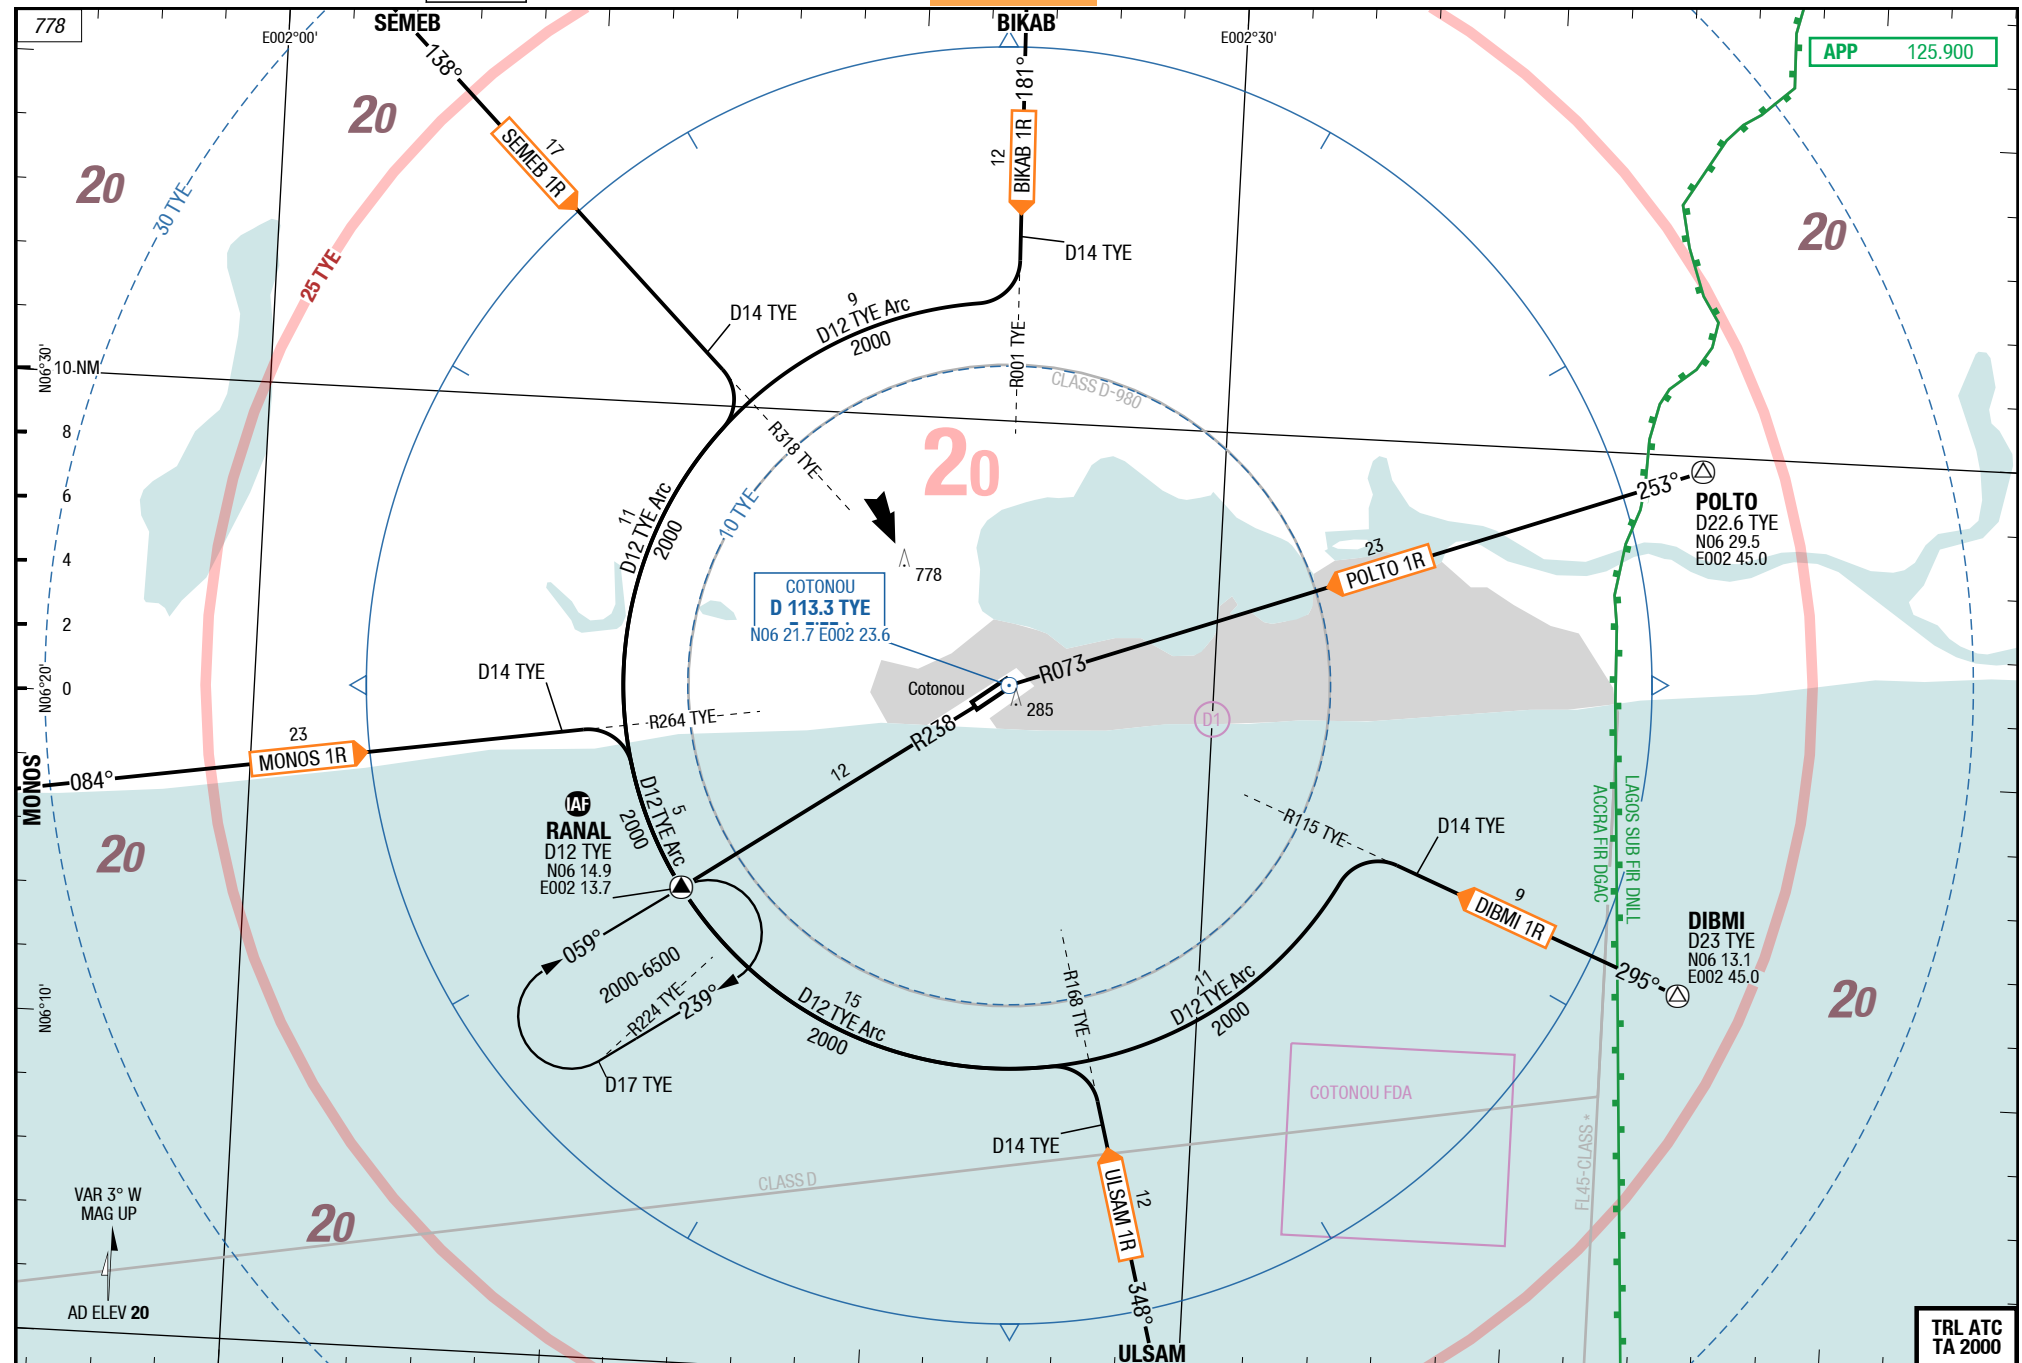 778
SEMEB
BIKAB
E002°00'
E002°30'
APP 125.900
138°
181°
20
20
20
30 TYE
25 TYE
17
SEMEB 1R
12
BIKAB 1R
D14 TYE
D14 TYE
9
D12 TYE Arc
2000
R001 TYE
CLASS D-980
N06°30'
10 NM
8
6
4
2
0
R318 TYE
20
11
D12 TYE Arc
2000
10 TYE
778
253°
POLTO
D22.6 TYE
N06 29.5
E002 45.0
23
POLTO 1R
COTONOU
D 113.3 TYE
N06 21.7 E002 23.6
R073
Cotonou
285
D1
N06°20'
D14 TYE
R264 TYE
R238
12
23
MONOS 1R
084°
MONOS
IAF
RANAL
D12 TYE
N06 14.9
E002 13.7
5
D12 TYE Arc
2000
20
LAGOS SUB FIR DNLL
ACCRA FIR DGAC
R115 TYE
D14 TYE
9
DIBMI 1R
295°
DIBMI
D23 TYE
N06 13.1
E002 45.0
20
059°
2000-6500
R224 TYE
239°
D17 TYE
15
D12 TYE Arc
2000
R168 TYE
11
D12 TYE Arc
2000
N06°10'
COTONOU FDA
D14 TYE
CLASS D
FL45-CLASS *
12
ULSAM 1R
348°
ULSAM
VAR 3° W
MAG UP
AD ELEV 20
20
TRL ATC
TA 2000